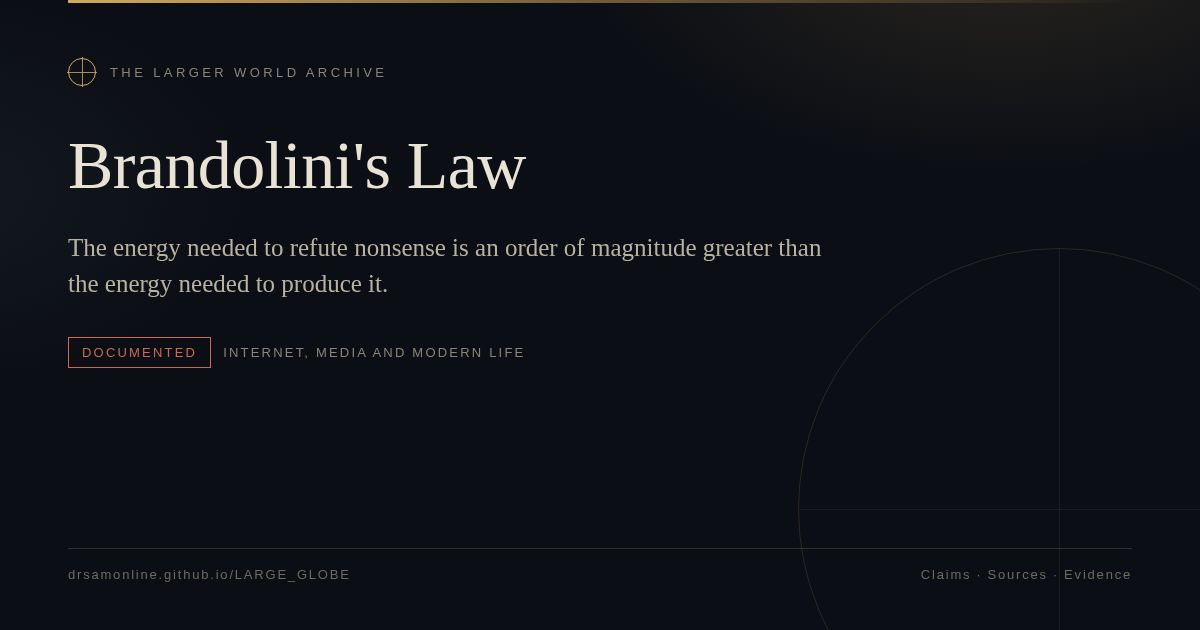 THE LARGER WORLD ARCHIVE
Brandolini's Law
The energy needed to refute nonsense is an order of magnitude greater than
the energy needed to produce it.
DOCUMENTED INTERNET, MEDIA AND MODERN LIFE
drsamonline.github.io/LARGE_GLOBE Claims · Sources · Evidence